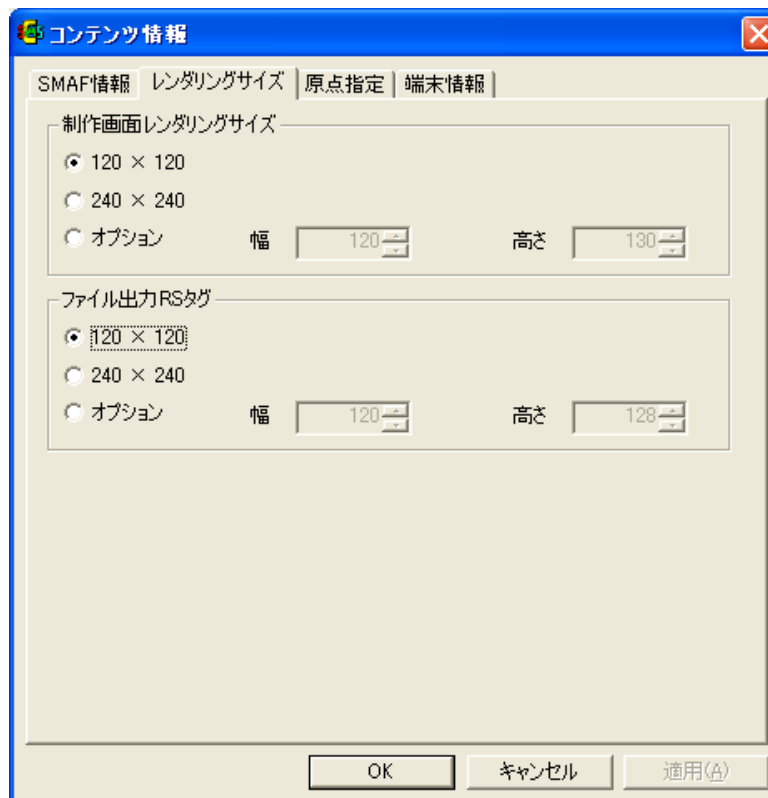 コンテンツ情報
SMAF情報 レンダリングサイズ 原点指定 端末情報
制作画面レンダリングサイズ
120 × 120
240 × 240
オプション 幅 120 高さ 130
ファイル出力RSタグ
120 × 120
240 × 240
オプション 幅 120 高さ 128
OK キャンセル 適用(A)